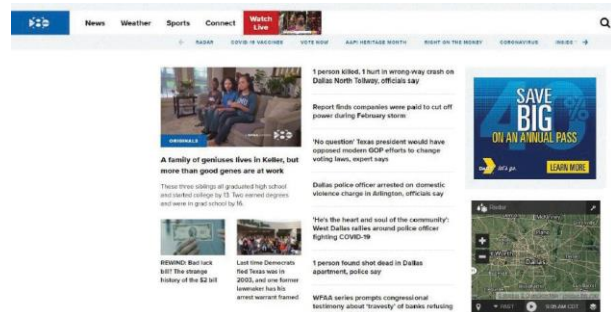 News Weather Sports Connect Watch Live
RADAR COVID-19 VACCINES VOTE NOW AAPI HERITAGE MONTH RIGHT ON THE MONEY CORONAVIRUS INSIDE
ORIGINALS
A family of geniuses lives in Keller, but
more than good genes are at work
These three siblings all graduated high school
and started college by 13. Two earned degrees
and were in grad school by 16.
REWIND: Bad luck
bill? The strange
history of the $2 bill
Last time Democrats
fled Texas was in
2003, and one former
lawmaker has his
arrest warrant framed
1 person killed, 1 hurt in wrong-way crash on
Dallas North Tollway, officials say
Report finds companies were paid to cut off
power during February storm
'No question' Texas president would have
opposed modern GOP efforts to change
voting laws, expert says
Dallas police officer arrested on domestic
violence charge in Arlington, officials say
'He's the heart and soul of the community':
West Dallas rallies around police officer
fighting COVID-19
1 person found shot dead in Dallas
apartment, police say
WFAA series prompts congressional
testimony about 'travesty' of banks refusing
SAVE
BIG
ON AN ANNUAL PASS
let's go.
LEARN MORE
Radar
McKinney
Dallas
PAST